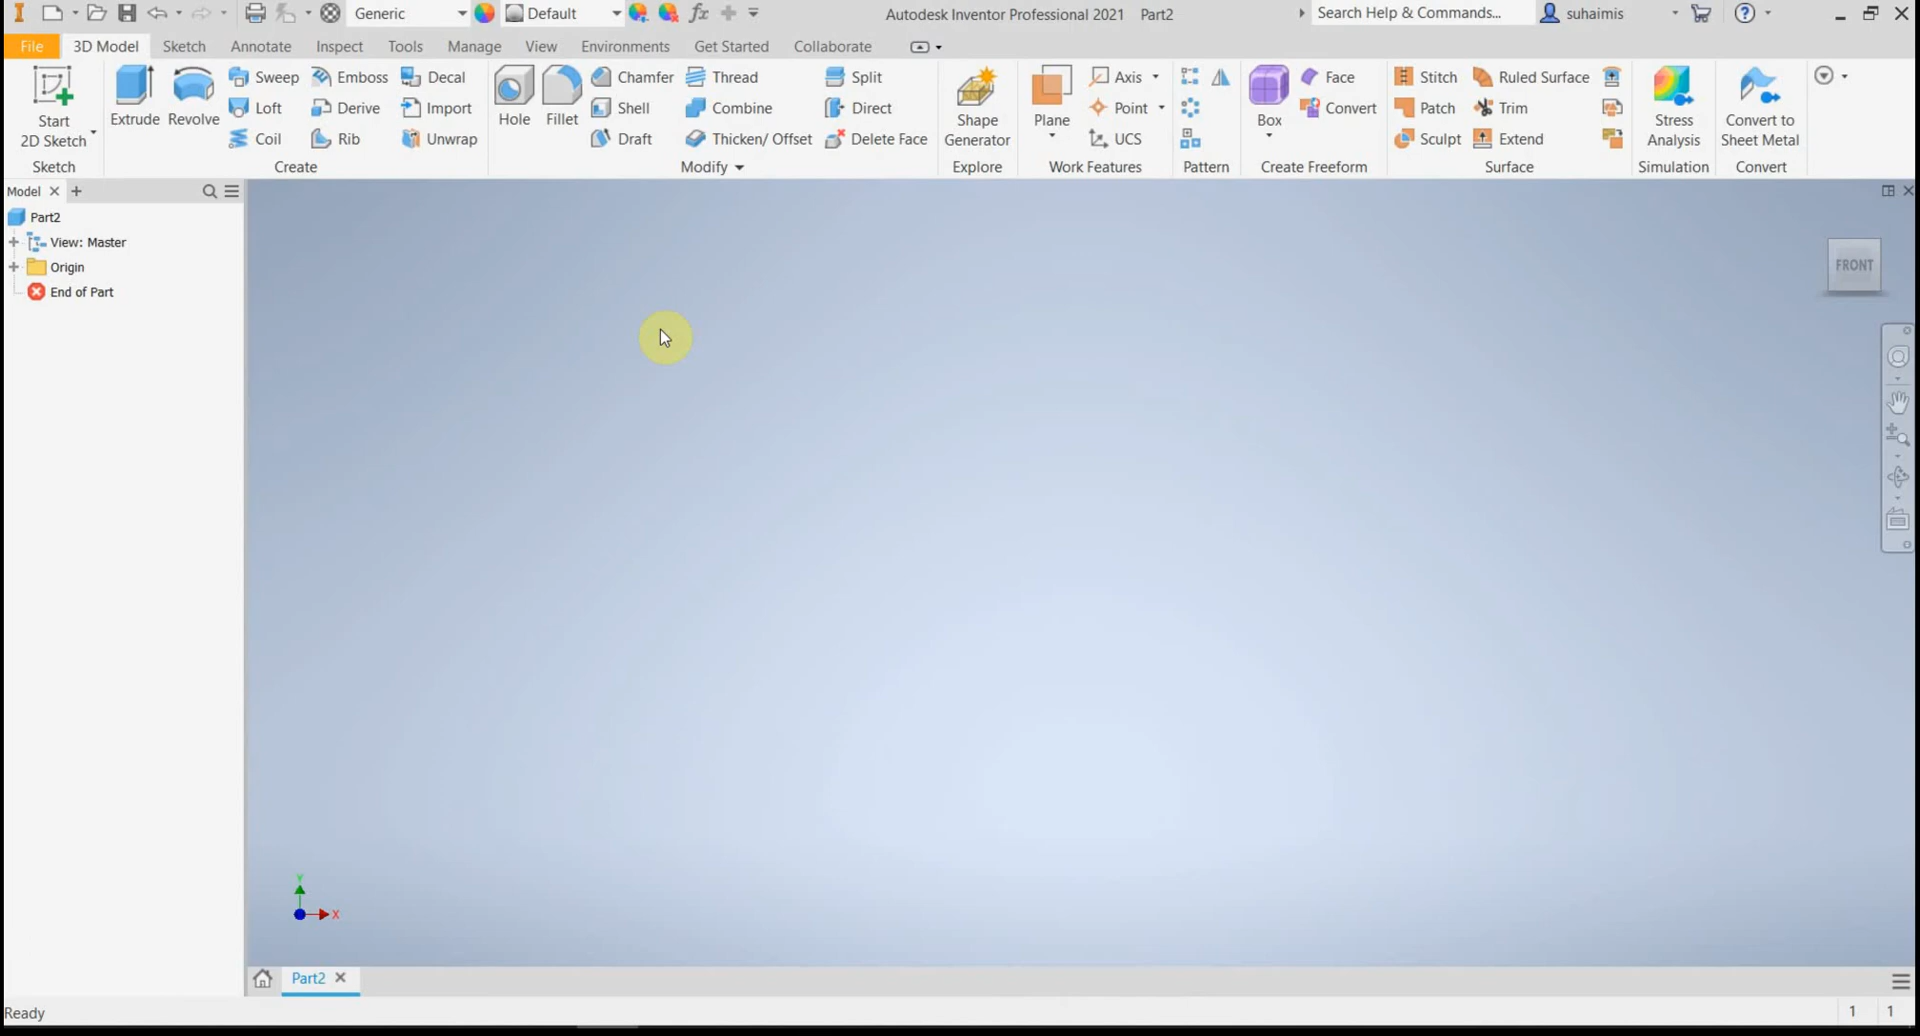 Generic Default Autodesk Inventor Professional 2021 Part2 Search Help & Commands... suhaimis
File 3D Model Sketch Annotate Inspect Tools Manage View Environments Get Started Collaborate
Start
2D Sketch
Sketch
Extrude
Revolve
Sweep
Loft
Coil
Emboss
Derive
Rib
Decal
Import
Unwrap
Create
Hole
Fillet
Chamfer
Shell
Draft
Thread
Combine
Thicken/ Offset
Split
Direct
Delete Face
Modify
Shape
Generator
Explore
Plane
Axis
Point
UCS
Work Features
Pattern
Box
Face
Convert
Create Freeform
Stitch
Patch
Sculpt
Ruled Surface
Trim
Extend
Surface
Stress
Analysis
Simulation
Convert to
Sheet Metal
Convert
Model
Part2
View: Master
Origin
End of Part
FRONT
Y
X
Part2
Ready
1 1